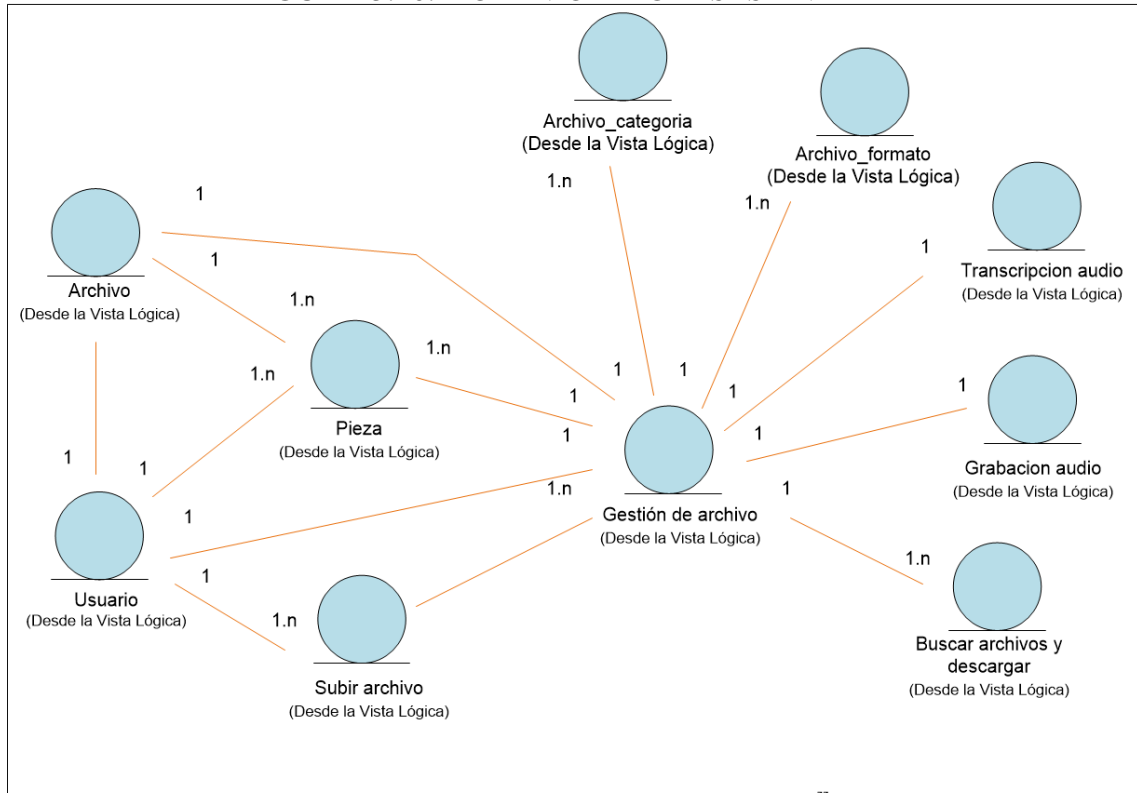 Archivo_categoria
(Desde la Vista Lógica)
Archivo_formato
(Desde la Vista Lógica)
1.n
1.n
1
Transcripcion audio
(Desde la Vista Lógica)
1
1
Archivo
(Desde la Vista Lógica)
1.n
1.n
1.n
Pieza
(Desde la Vista Lógica)
1
1
1
1
1
1
1
Grabacion audio
(Desde la Vista Lógica)
1
1
1
1.n
1
Gestión de archivo
(Desde la Vista Lógica)
1
1.n
Usuario
(Desde la Vista Lógica)
1.n
Subir archivo
(Desde la Vista Lógica)
Buscar archivos y
descargar
(Desde la Vista Lógica)